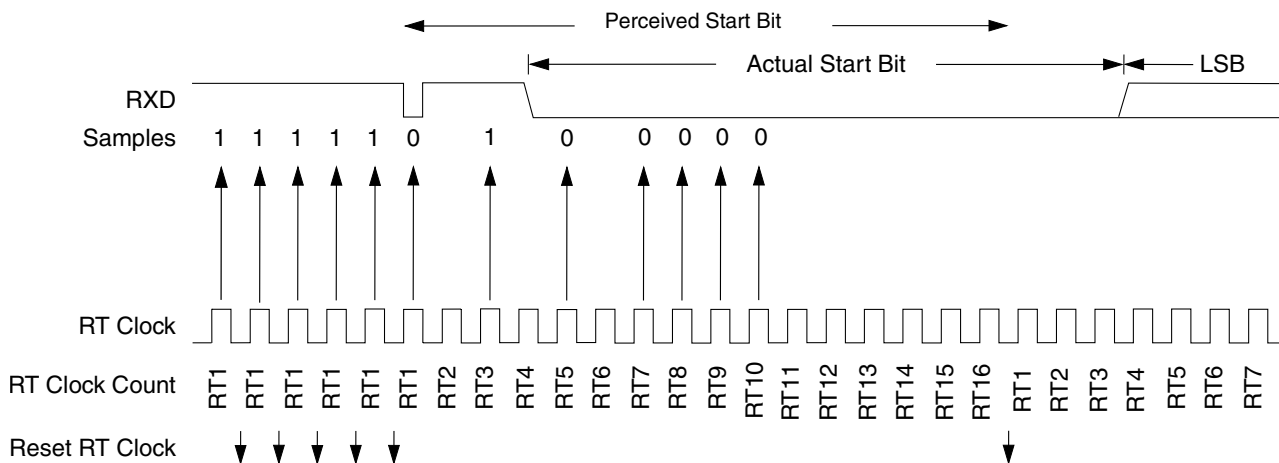 Perceived Start Bit
Actual Start Bit LSB
RXD
Samples 1 1 1 1 1 0 1 0 0 0 0 0
RT Clock
RT Clock Count RT1 RT1 RT1 RT1 RT1 RT1 RT2 RT3 RT4 RT5 RT6 RT7 RT8 RT9 RT10 RT11 RT12 RT13 RT14 RT15 RT16 RT1 RT2 RT3 RT4 RT5 RT6 RT7
Reset RT Clock